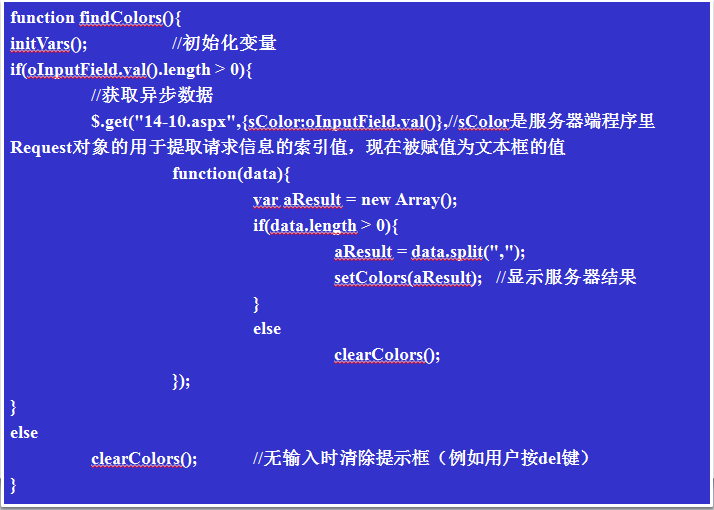 function findColors(){
initVars();	//初始化变量
if(oInputField.val().length > 0){
//获取异步数据
$.get("14-10.aspx",{sColor:oInputField.val()},//sColor是服务器端程序里
Request对象的用于提取请求信息的索引值，现在被赋值为文本框的值
function(data){
var aResult = new Array();
if(data.length > 0){
aResult = data.split(",");
setColors(aResult);	//显示服务器结果
}
else
clearColors();
});
}
else
clearColors();	//无输入时清除提示框（例如用户按del键）
}